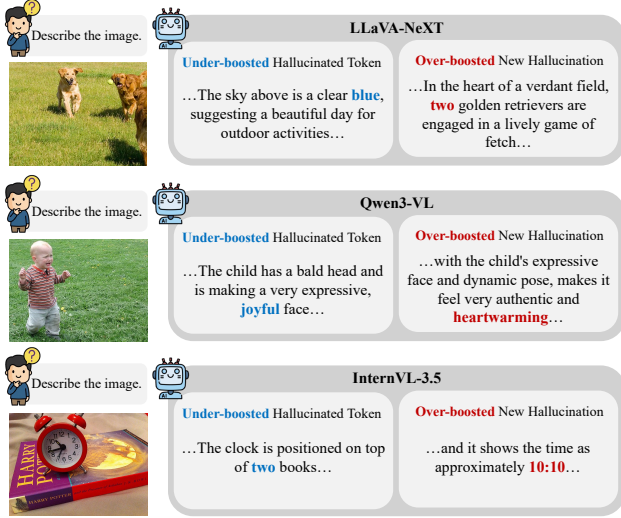 Describe the image.
LLaVA-NeXT
Under-boosted Hallucinated Token
…The sky above is a clear blue,
suggesting a beautiful day for
outdoor activities…
Over-boosted New Hallucination
…In the heart of a verdant field,
two golden retrievers are
engaged in a lively game of
fetch…
Describe the image.
Qwen3-VL
Under-boosted Hallucinated Token
…The child has a bald head and
is making a very expressive,
joyful face…
Over-boosted New Hallucination
…with the child's expressive
face and dynamic pose, makes it
feel very authentic and
heartwarming…
Describe the image.
HARRY
POT
HARRY POTTER
InternVL-3.5
Under-boosted Hallucinated Token
…The clock is positioned on top
of two books…
Over-boosted New Hallucination
…and it shows the time as
approximately 10:10…